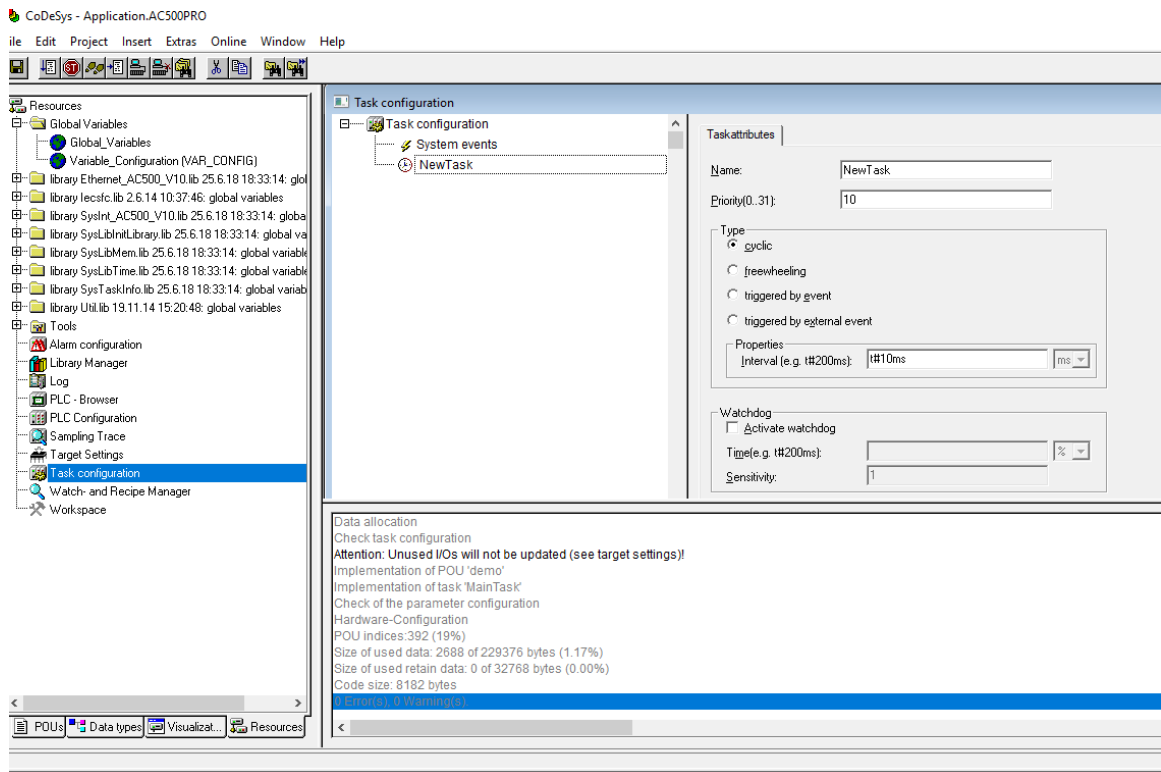 CoDeSys - Application.AC500PRO
ile Edit Project Insert Extras Online Window Help
Resources
Global Variables
Global_Variables
Variable_Configuration (VAR_CONFIG)
library Ethernet_AC500_V10.lib 25.6.18 18:33:14: glol
library Iecsfc.lib 2.6.14 10:37:46: global variables
library SysInt_AC500_V10.lib 25.6.18 18:33:14: globa
library SysLibInitLibrary.lib 25.6.18 18:33:14: global va
library SysLibMem.lib 25.6.18 18:33:14: global variable
library SysLibTime.lib 25.6.18 18:33:14: global variable
library SysTaskInfo.lib 25.6.18 18:33:14: global variab
library Util.lib 19.11.14 15:20:48: global variables
Tools
Alarm configuration
Library Manager
Log
PLC - Browser
PLC Configuration
Sampling Trace
Target Settings
Task configuration
Watch- and Recipe Manager
Workspace
POUs Data types Visualizat... Resources
Task configuration
Task configuration
System events
NewTask
Taskattributes
Name: NewTask
Priority(0..31): 10
Type
cyclic
freewheeling
triggered by event
triggered by external event
Properties
Interval (e.g. t#200ms): t#10ms ms
Watchdog
Activate watchdog
Time(e.g. t#200ms): %
Sensitivity: 1
Data allocation
Check task configuration
Attention: Unused I/Os will not be updated (see target settings)!
Implementation of POU 'demo'
Implementation of task 'MainTask'
Check of the parameter configuration
Hardware-Configuration
POU indices:392 (19%)
Size of used data: 2688 of 229376 bytes (1.17%)
Size of used retain data: 0 of 32768 bytes (0.00%)
Code size: 8182 bytes
0 Error(s), 0 Warning(s).